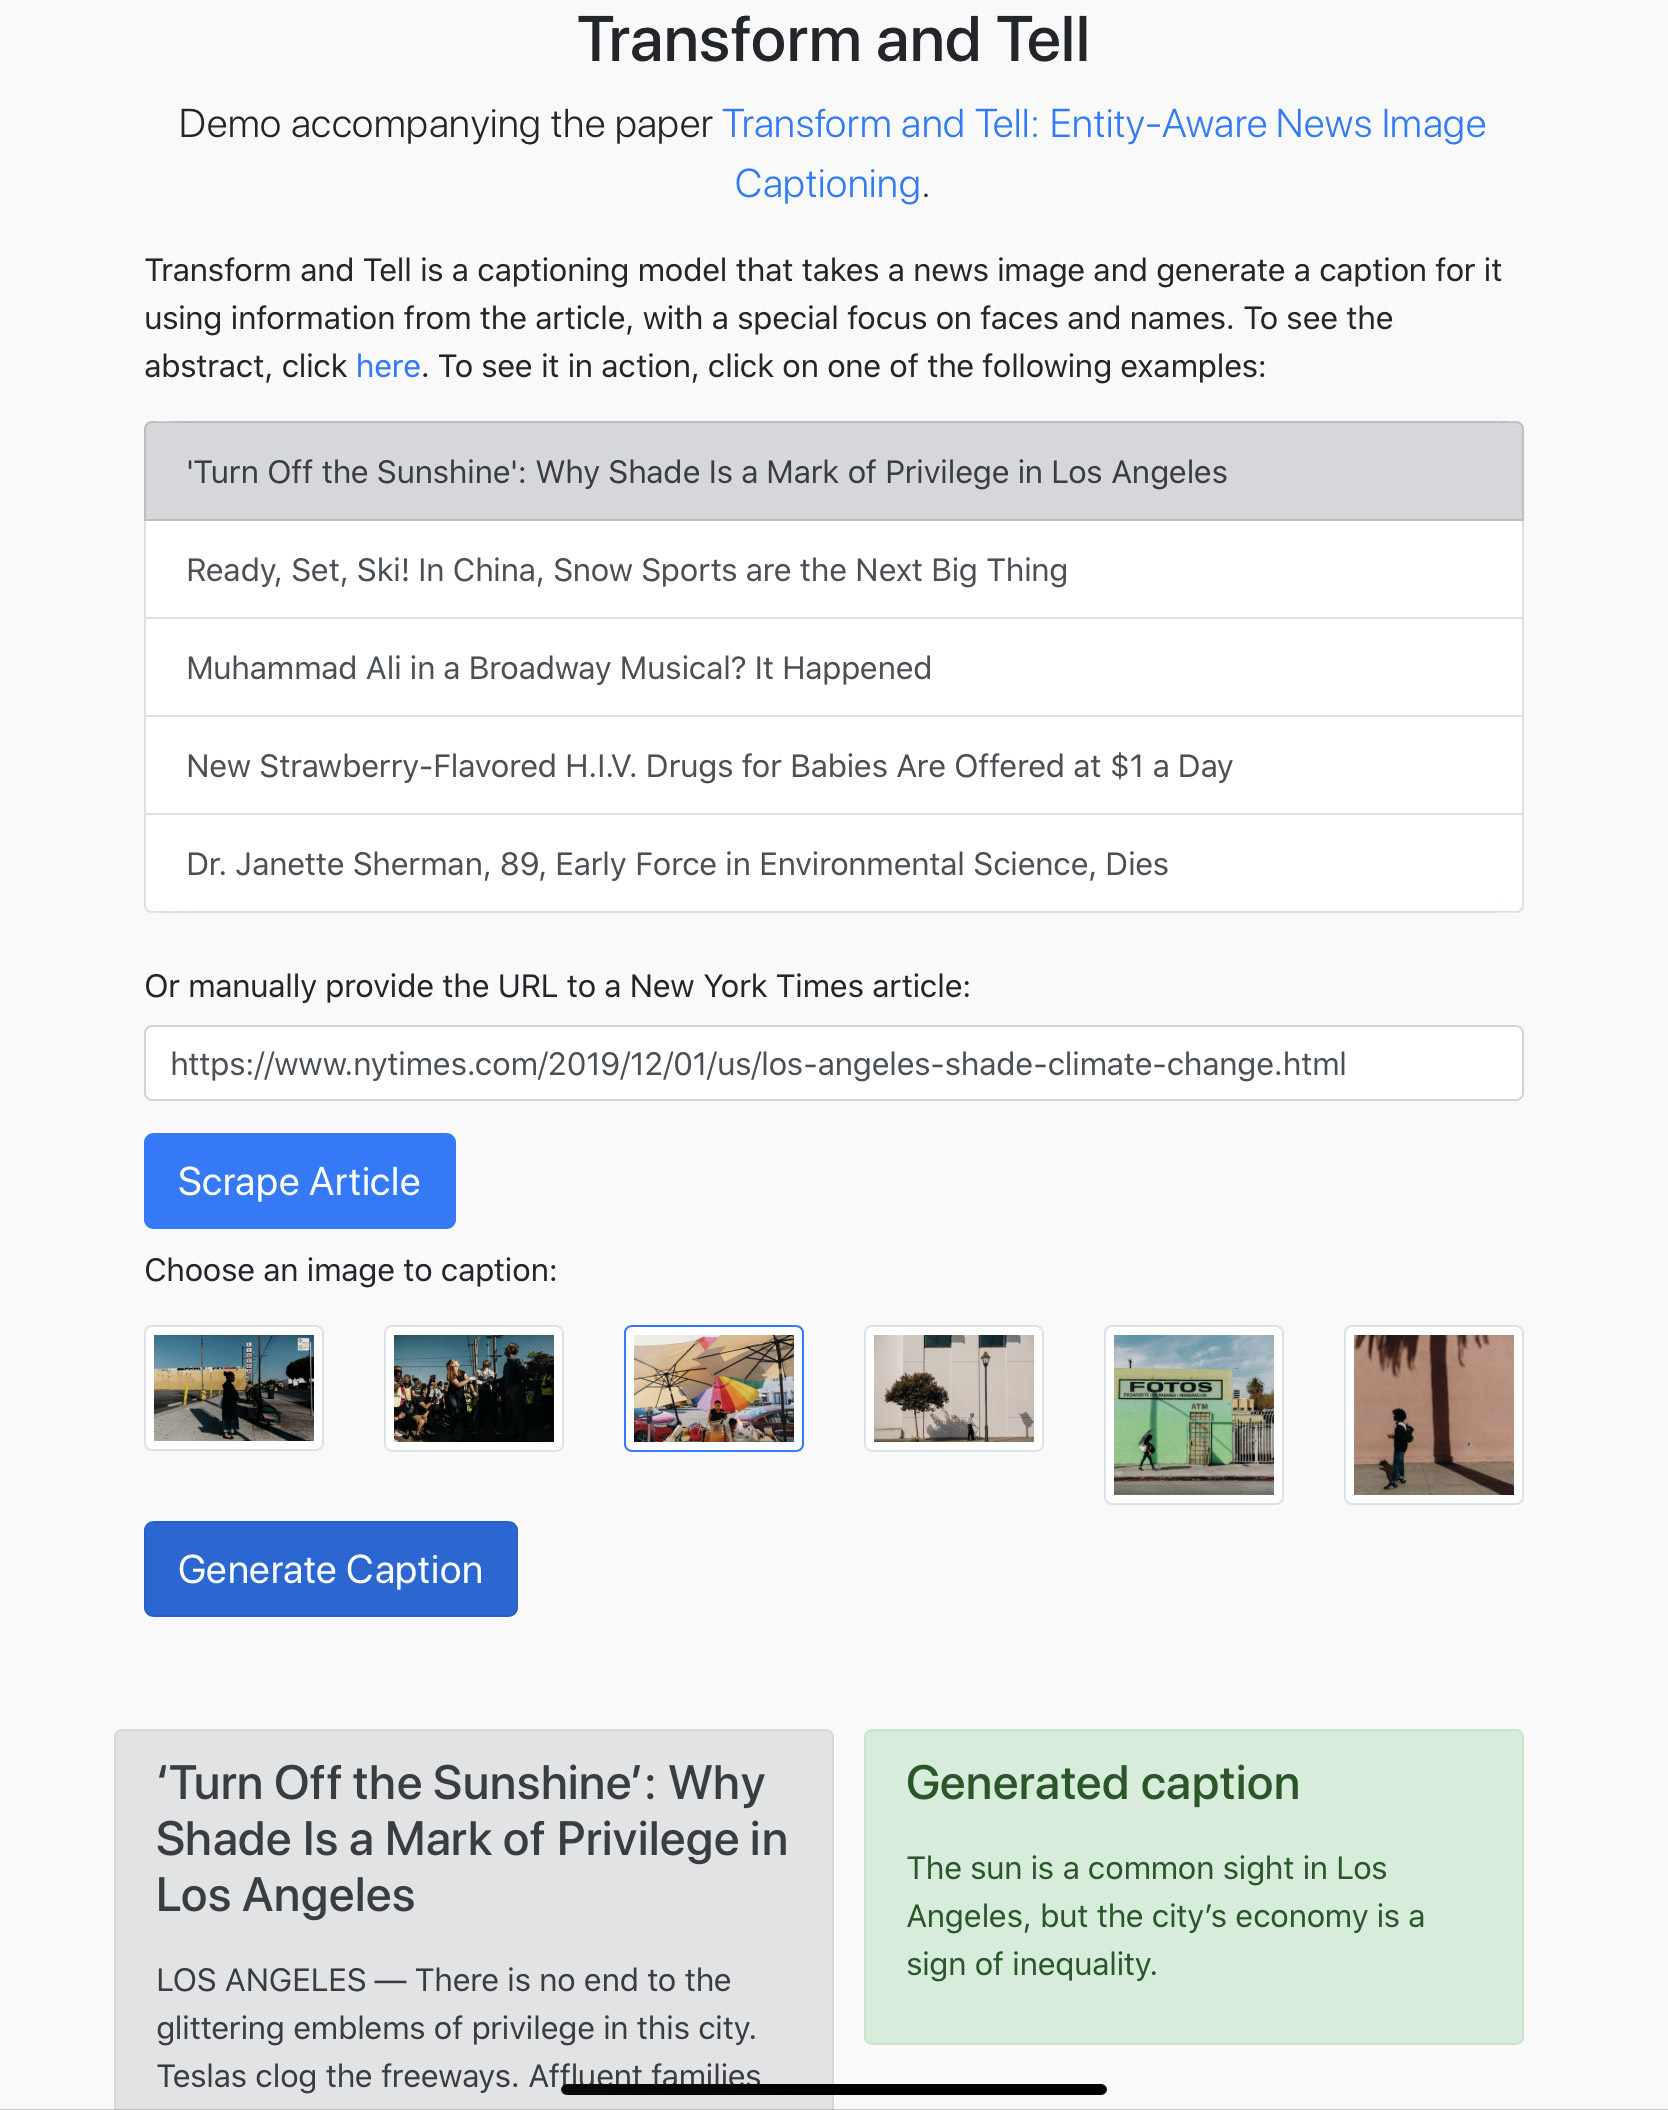 Transform and Tell
Demo accompanying the paper Transform and Tell: Entity-Aware News Image
Captioning.
Transform and Tell is a captioning model that takes a news image and generate a caption for it
using information from the article, with a special focus on faces and names. To see the
abstract, click here. To see it in action, click on one of the following examples:
'Turn Off the Sunshine': Why Shade Is a Mark of Privilege in Los Angeles
Ready, Set, Ski! In China, Snow Sports are the Next Big Thing
Muhammad Ali in a Broadway Musical? It Happened
New Strawberry-Flavored H.I.V. Drugs for Babies Are Offered at $1 a Day
Dr. Janette Sherman, 89, Early Force in Environmental Science, Dies
Or manually provide the URL to a New York Times article:
https://www.nytimes.com/2019/12/01/us/los-angeles-shade-climate-change.html
Scrape Article
Choose an image to caption:
FOTOS
ATM
Generate Caption
‘Turn Off the Sunshine’: Why
Shade Is a Mark of Privilege in
Los Angeles
LOS ANGELES — There is no end to the
glittering emblems of privilege in this city.
Teslas clog the freeways. Affluent families
Generated caption
The sun is a common sight in Los
Angeles, but the city’s economy is a
sign of inequality.